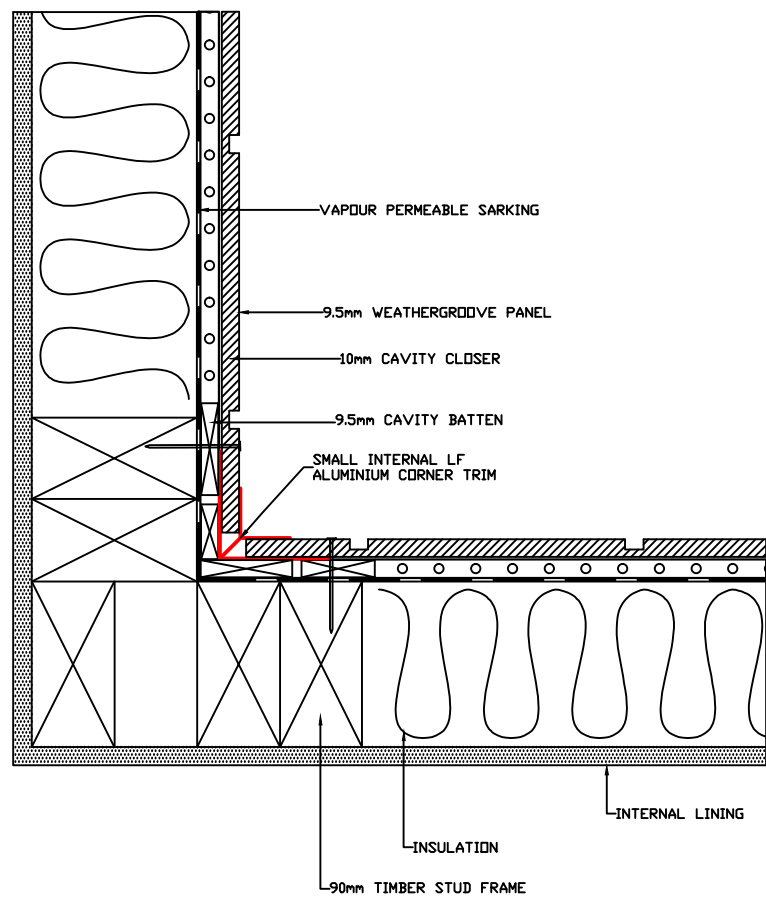 VAPOUR PERMEABLE SARKING
9.5mm WEATHERGROOVE PANEL
10mm CAVITY CLOSER
9.5mm CAVITY BATTEN
SMALL INTERNAL LF
ALUMINIUM CORNER TRIM
INTERNAL LINING
INSULATION
90mm TIMBER STUD FRAME